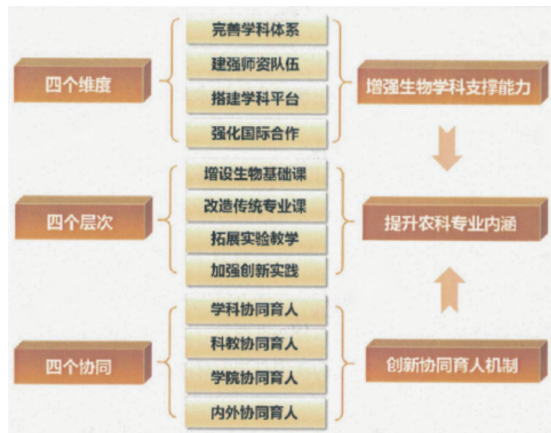 四个维度
完善学科体系
建强师资队伍
搭建学科平台
强化国际合作
增强生物学科支撑能力
四个层次
增设生物基础课
改造传统专业课
拓展实验教学
加强创新实践
提升农科专业内涵
四个协同
学科协同育人
科教协同育人
学院协同育人
内外协同育人
创新协同育人机制